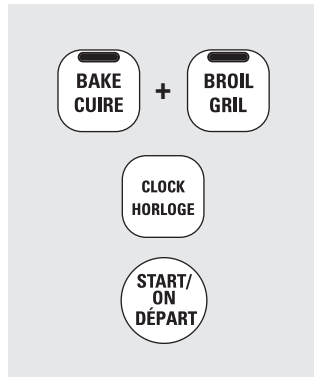 BAKE
CUIRE
+
BROIL
GRIL
CLOCK
HORLOGE
START/
ON
DÉPART